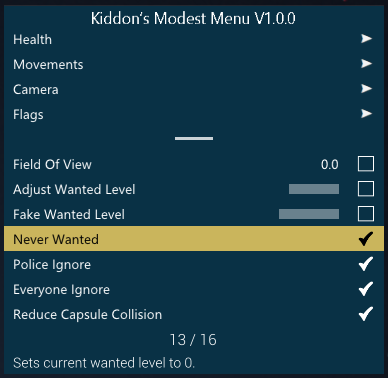 Kiddon's Modest Menu V1.0.0
Health
Movements
Camera
Flags
Field Of View 0.0
Adjust Wanted Level
Fake Wanted Level
Never Wanted
Police Ignore
Everyone Ignore
Reduce Capsule Collision
13 / 16
Sets current wanted level to 0.